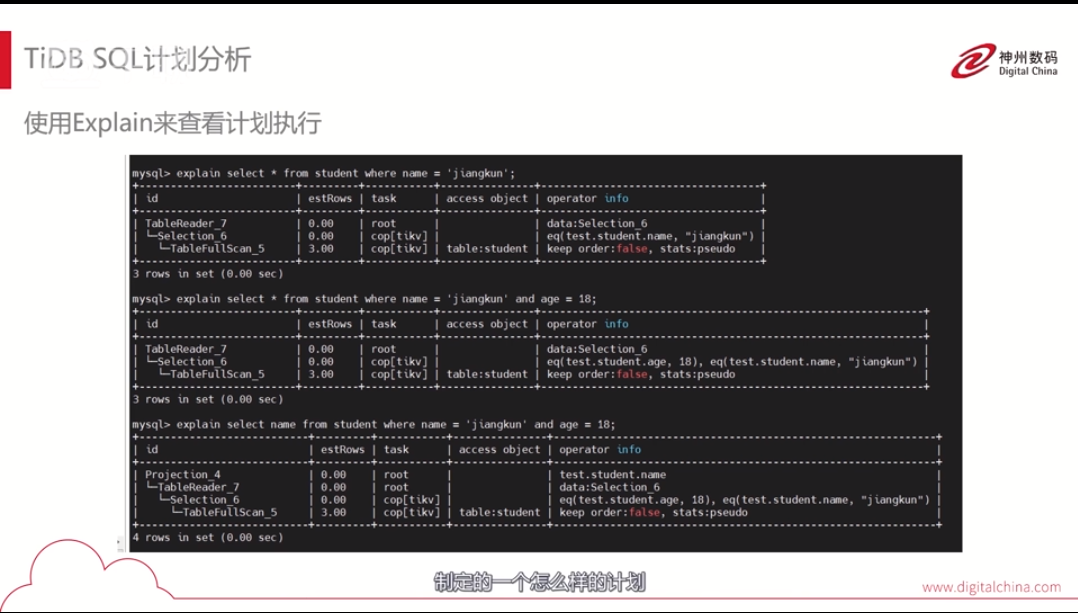 TiDB SQL计划分析
神州数码
Digital China
使用Explain来查看计划执行
mysql> explain select * from student where name = 'jiangkun';
+-------------------------+---------+-----------+---------------+-----------------------------------+
| id | estRows | task | access object | operator info |
+-------------------------+---------+-----------+---------------+-----------------------------------+
| TableReader_7 | 0.00 | root | | data:Selection_6 |
| └─Selection_6 | 0.00 | cop[tikv] | | eq(test.student.name, "jiangkun") |
| └─TableFullScan_5 | 3.00 | cop[tikv] | table:student | keep order:false, stats:pseudo |
+-------------------------+---------+-----------+---------------+-----------------------------------+
3 rows in set (0.00 sec)
mysql> explain select * from student where name = 'jiangkun' and age = 18;
+-------------------------+---------+-----------+---------------+-------------------------------------------------------------+
| id | estRows | task | access object | operator info |
+-------------------------+---------+-----------+---------------+-------------------------------------------------------------+
| TableReader_7 | 0.00 | root | | data:Selection_6 |
| └─Selection_6 | 0.00 | cop[tikv] | | eq(test.student.age, 18), eq(test.student.name, "jiangkun") |
| └─TableFullScan_5 | 3.00 | cop[tikv] | table:student | keep order:false, stats:pseudo |
+-------------------------+---------+-----------+---------------+-------------------------------------------------------------+
3 rows in set (0.00 sec)
mysql> explain select name from student where name = 'jiangkun' and age = 18;
+---------------------------+---------+-----------+---------------+-------------------------------------------------------------+
| id | estRows | task | access object | operator info |
+---------------------------+---------+-----------+---------------+-------------------------------------------------------------+
| Projection_4 | 0.00 | root | | test.student.name |
| └─TableReader_7 | 0.00 | root | | data:Selection_6 |
| └─Selection_6 | 0.00 | cop[tikv] | | eq(test.student.age, 18), eq(test.student.name, "jiangkun") |
| └─TableFullScan_5 | 3.00 | cop[tikv] | table:student | keep order:false, stats:pseudo |
+---------------------------+---------+-----------+---------------+-------------------------------------------------------------+
4 rows in set (0.00 sec)
制定的一个怎么样的计划
www.digitalchina.com